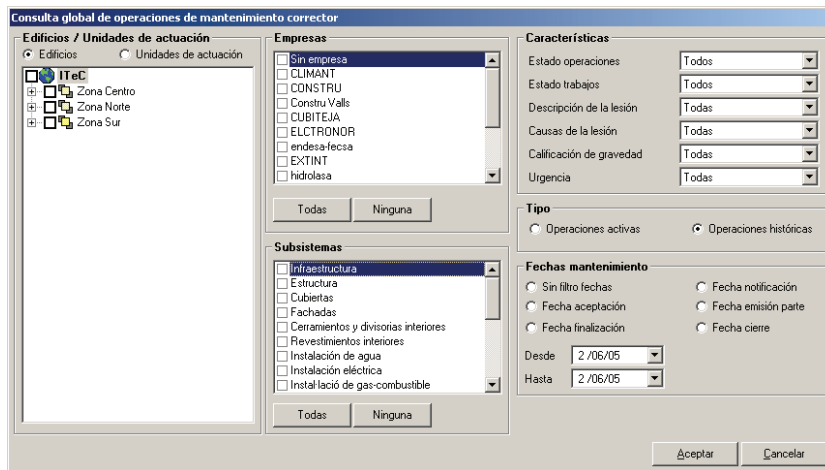 Consulta global de operaciones de mantenimiento corrector
Edificios / Unidades de actuación
Edificios
Unidades de actuación
ITeC
Zona Centro
Zona Norte
Zona Sur
Empresas
Sin empresa
CLIMANT
CONSTRU
Constru Valls
CUBITEJA
ELCTRONOR
endesa-fecsa
EXTINT
hidrolasa
Todas
Ninguna
Subsistemas
Infraestructura
Estructura
Cubiertas
Fachadas
Cerramientos y divisorias interiores
Revestimientos interiores
Instalación de agua
Instalación eléctrica
Instal·lació de gas-combustible
Todas
Ninguna
Características
Estado operaciones Todos
Estado trabajos Todos
Descripción de la lesión Todas
Causas de la lesión Todas
Calificación de gravedad Todas
Urgencia Todas
Tipo
Operaciones activas
Operaciones históricas
Fechas mantenimiento
Sin filtro fechas
Fecha notificación
Fecha aceptación
Fecha emisión parte
Fecha finalización
Fecha cierre
Desde 2 /06/05
Hasta 2 /06/05
Aceptar
Cancelar